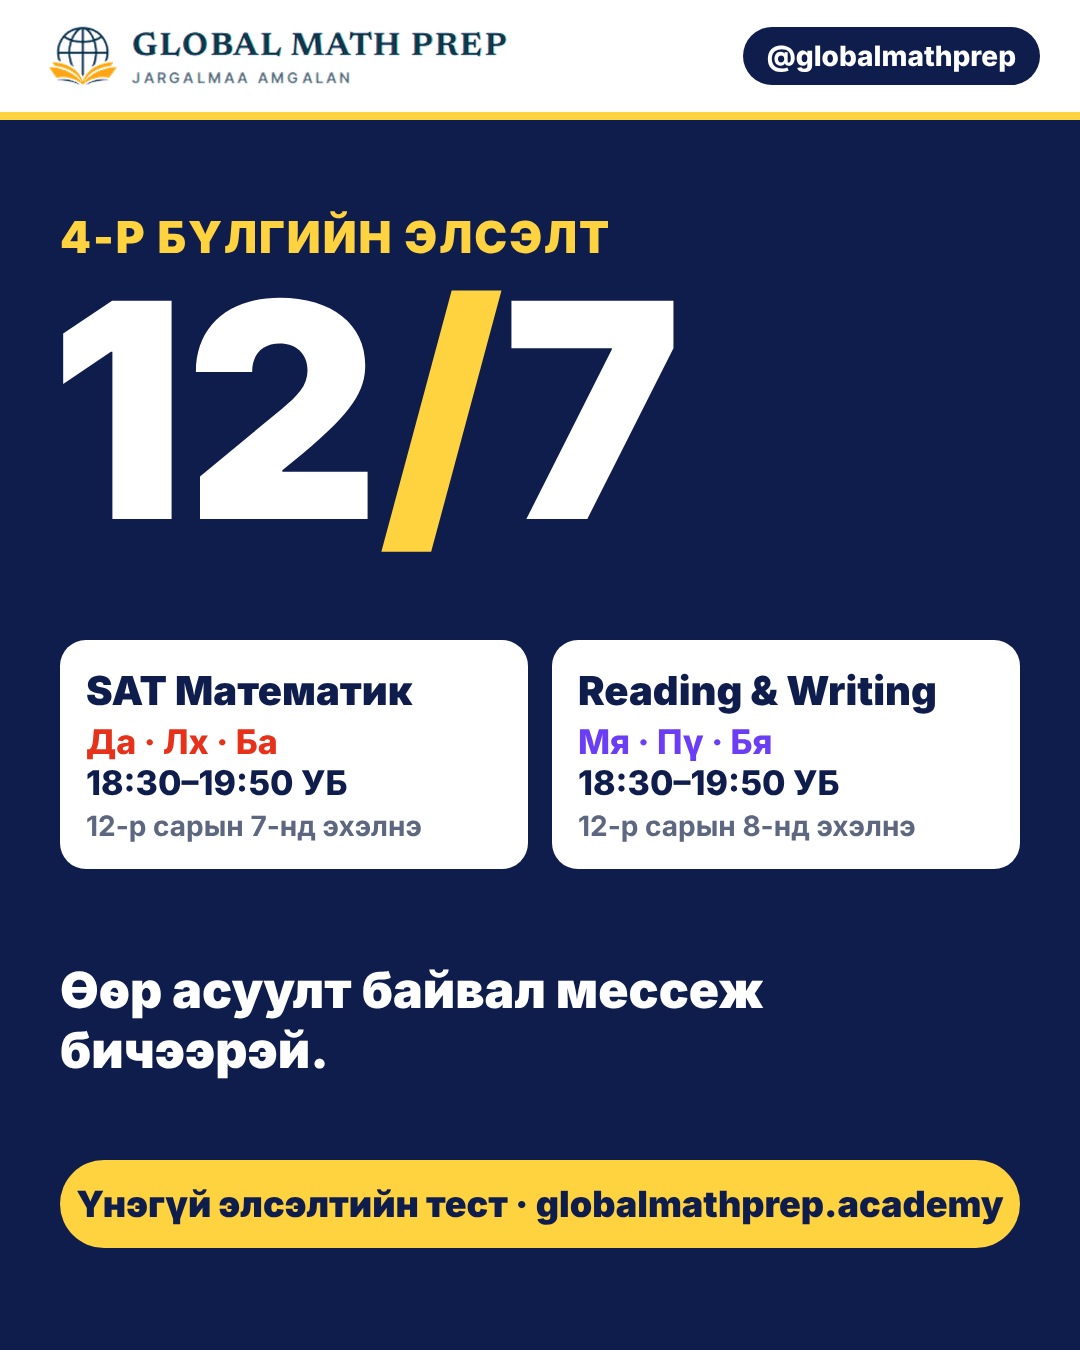 GLOBAL MATH PREP
JARGALMAA AMGALAN
@globalmathprep
4-Р БҮЛГИЙН ЭЛСЭЛТ
12/7
SAT Математик
Да · Лх · Ба
18:30–19:50 УБ
12-р сарын 7-нд эхэлнэ
Reading & Writing
Мя · Пү · Бя
18:30–19:50 УБ
12-р сарын 8-нд эхэлнэ
Өөр асуулт байвал мессеж
бичээрэй.
Үнэгүй элсэлтийн тест · globalmathprep.academy